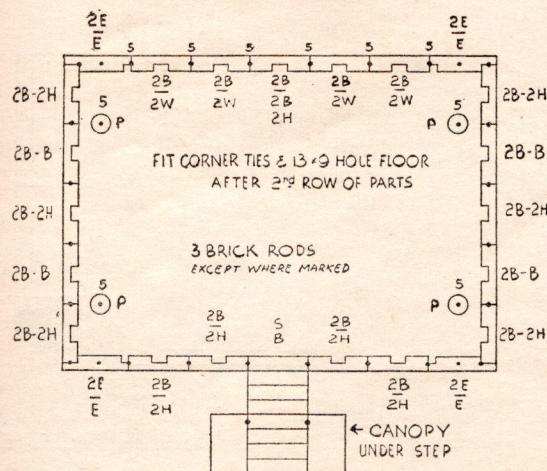 2E 2E
E E
5 5 5 5 5 5
2B-2H 2B 2B 2B 2B 2B 2B-2H
2W 2W B 2W 2W
2H
5 P P 5
2B-B 2B-B
FIT CORNER TIES & 13 × 9 HOLE FLOOR
AFTER 2nd ROW OF PARTS
2B-2H 2B-2H
3 BRICK RODS
EXCEPT WHERE MARKED
2B-B 5 P P 5 2B-B
2B-2H 2B S 2B 2B-2H
2H B 2H
2E 2B 2B 2E
E 2H 2H E
← CANOPY
UNDER STEP